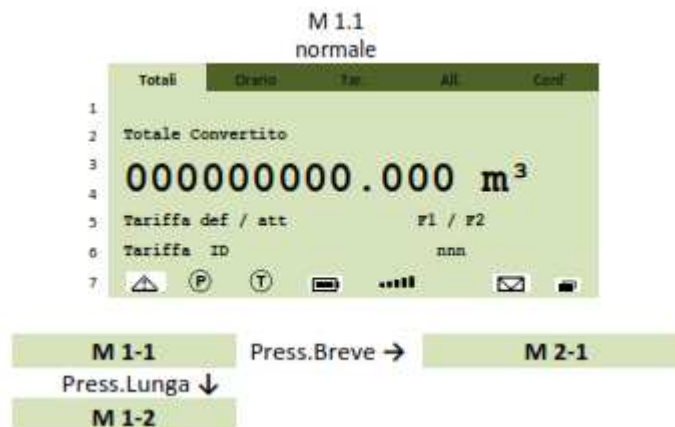 M 1.1
normale
Totali Orario Tar. All. Conf
1
2 Totale Convertito
3 000000000.000 m³
4
5 Tariffa def / att F1 / F2
6 Tariffa ID nnn
7 P T
M 1-1 Press.Breve → M 2-1
Press.Lunga ↓
M 1-2